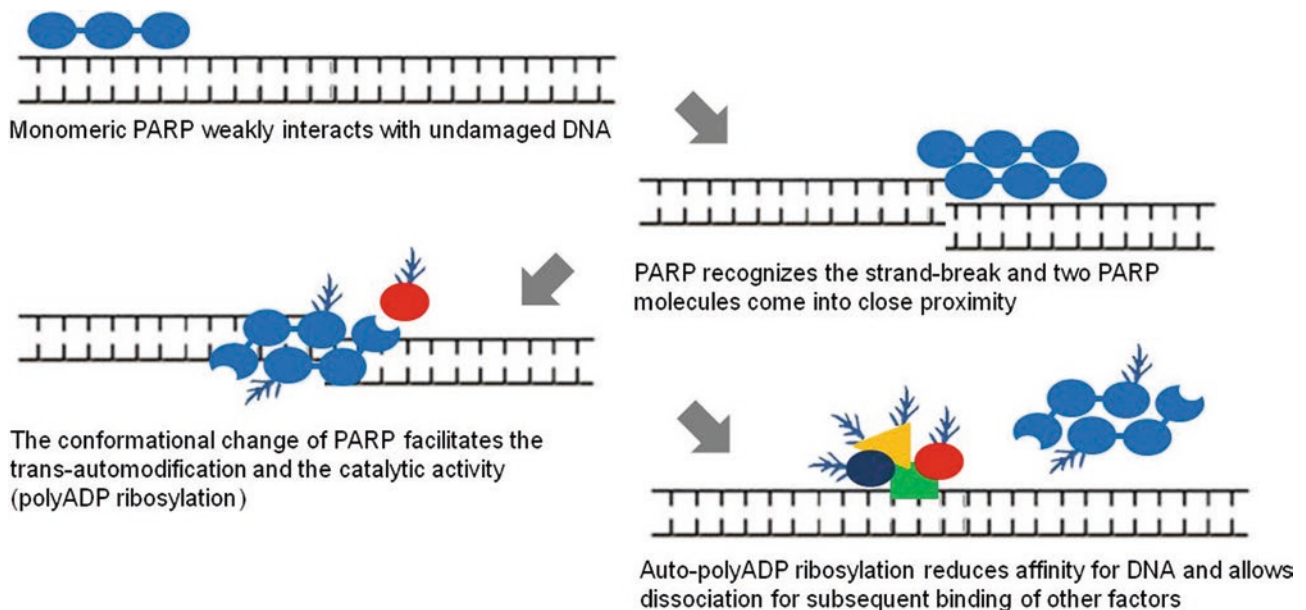 Monomeric PARP weakly interacts with undamaged DNA
PARP recognizes the strand-break and two PARP
molecules come into close proximity
The conformational change of PARP facilitates the
trans-automodification and the catalytic activity
(polyADP ribosylation)
Auto-polyADP ribosylation reduces affinity for DNA and allows
dissociation for subsequent binding of other factors